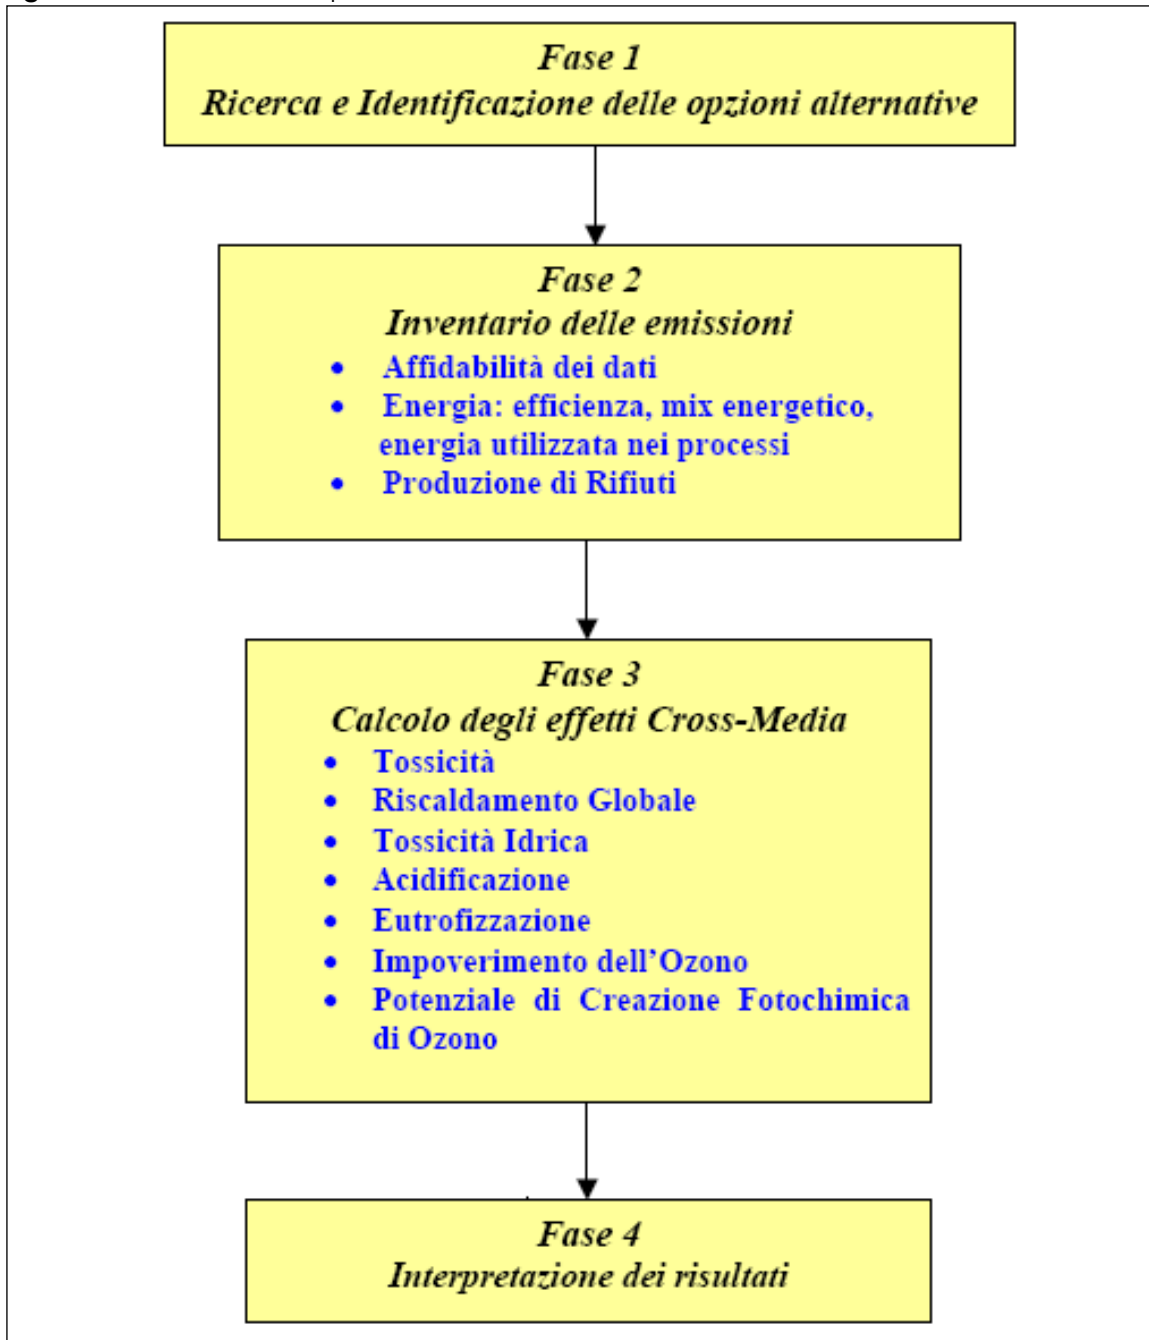 Fase 1
Ricerca e Identificazione delle opzioni alternative
Fase 2
Inventario delle emissioni
• Affidabilità dei dati
• Energia: efficienza, mix energetico,
energia utilizzata nei processi
• Produzione di Rifiuti
Fase 3
Calcolo degli effetti Cross-Media
• Tossicità
• Riscaldamento Globale
• Tossicità Idrica
• Acidificazione
• Eutrofizzazione
• Impoverimento dell’Ozono
• Potenziale di Creazione Fotochimica
di Ozono
Fase 4
Interpretazione dei risultati